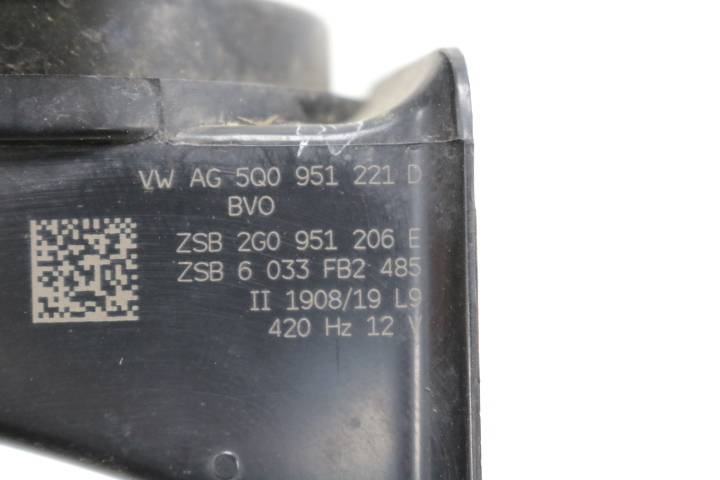 VW AG 5Q0 951 221 D
BVO
ZSB 2G0 951 206 E
ZSB 6 033 FB2 485
II 1908/19 L9
420 Hz 12 V